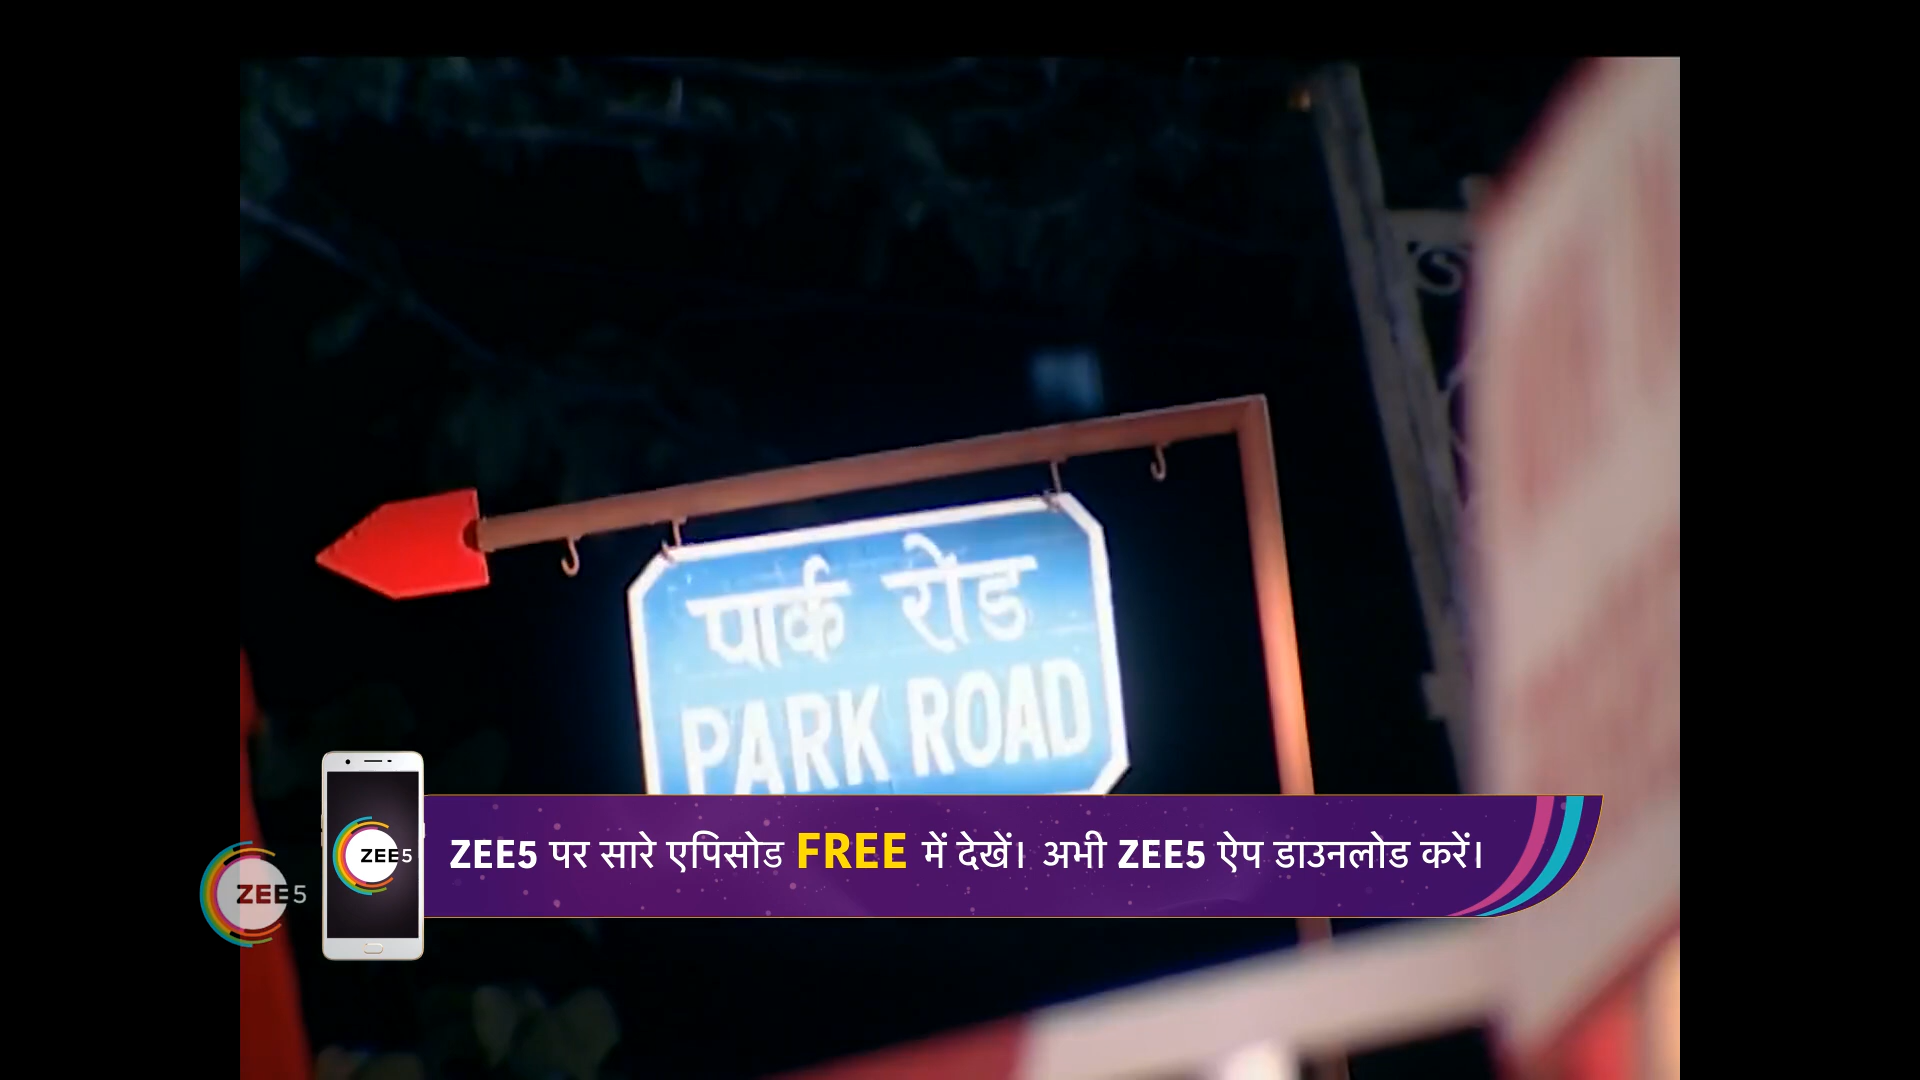 पार्क रोड
PARK ROAD
ZEE5
ZEE5 पर सारे एपिसोड FREE में देखें। अभी ZEE5 ऐप डाउनलोड करें।
ZEE5